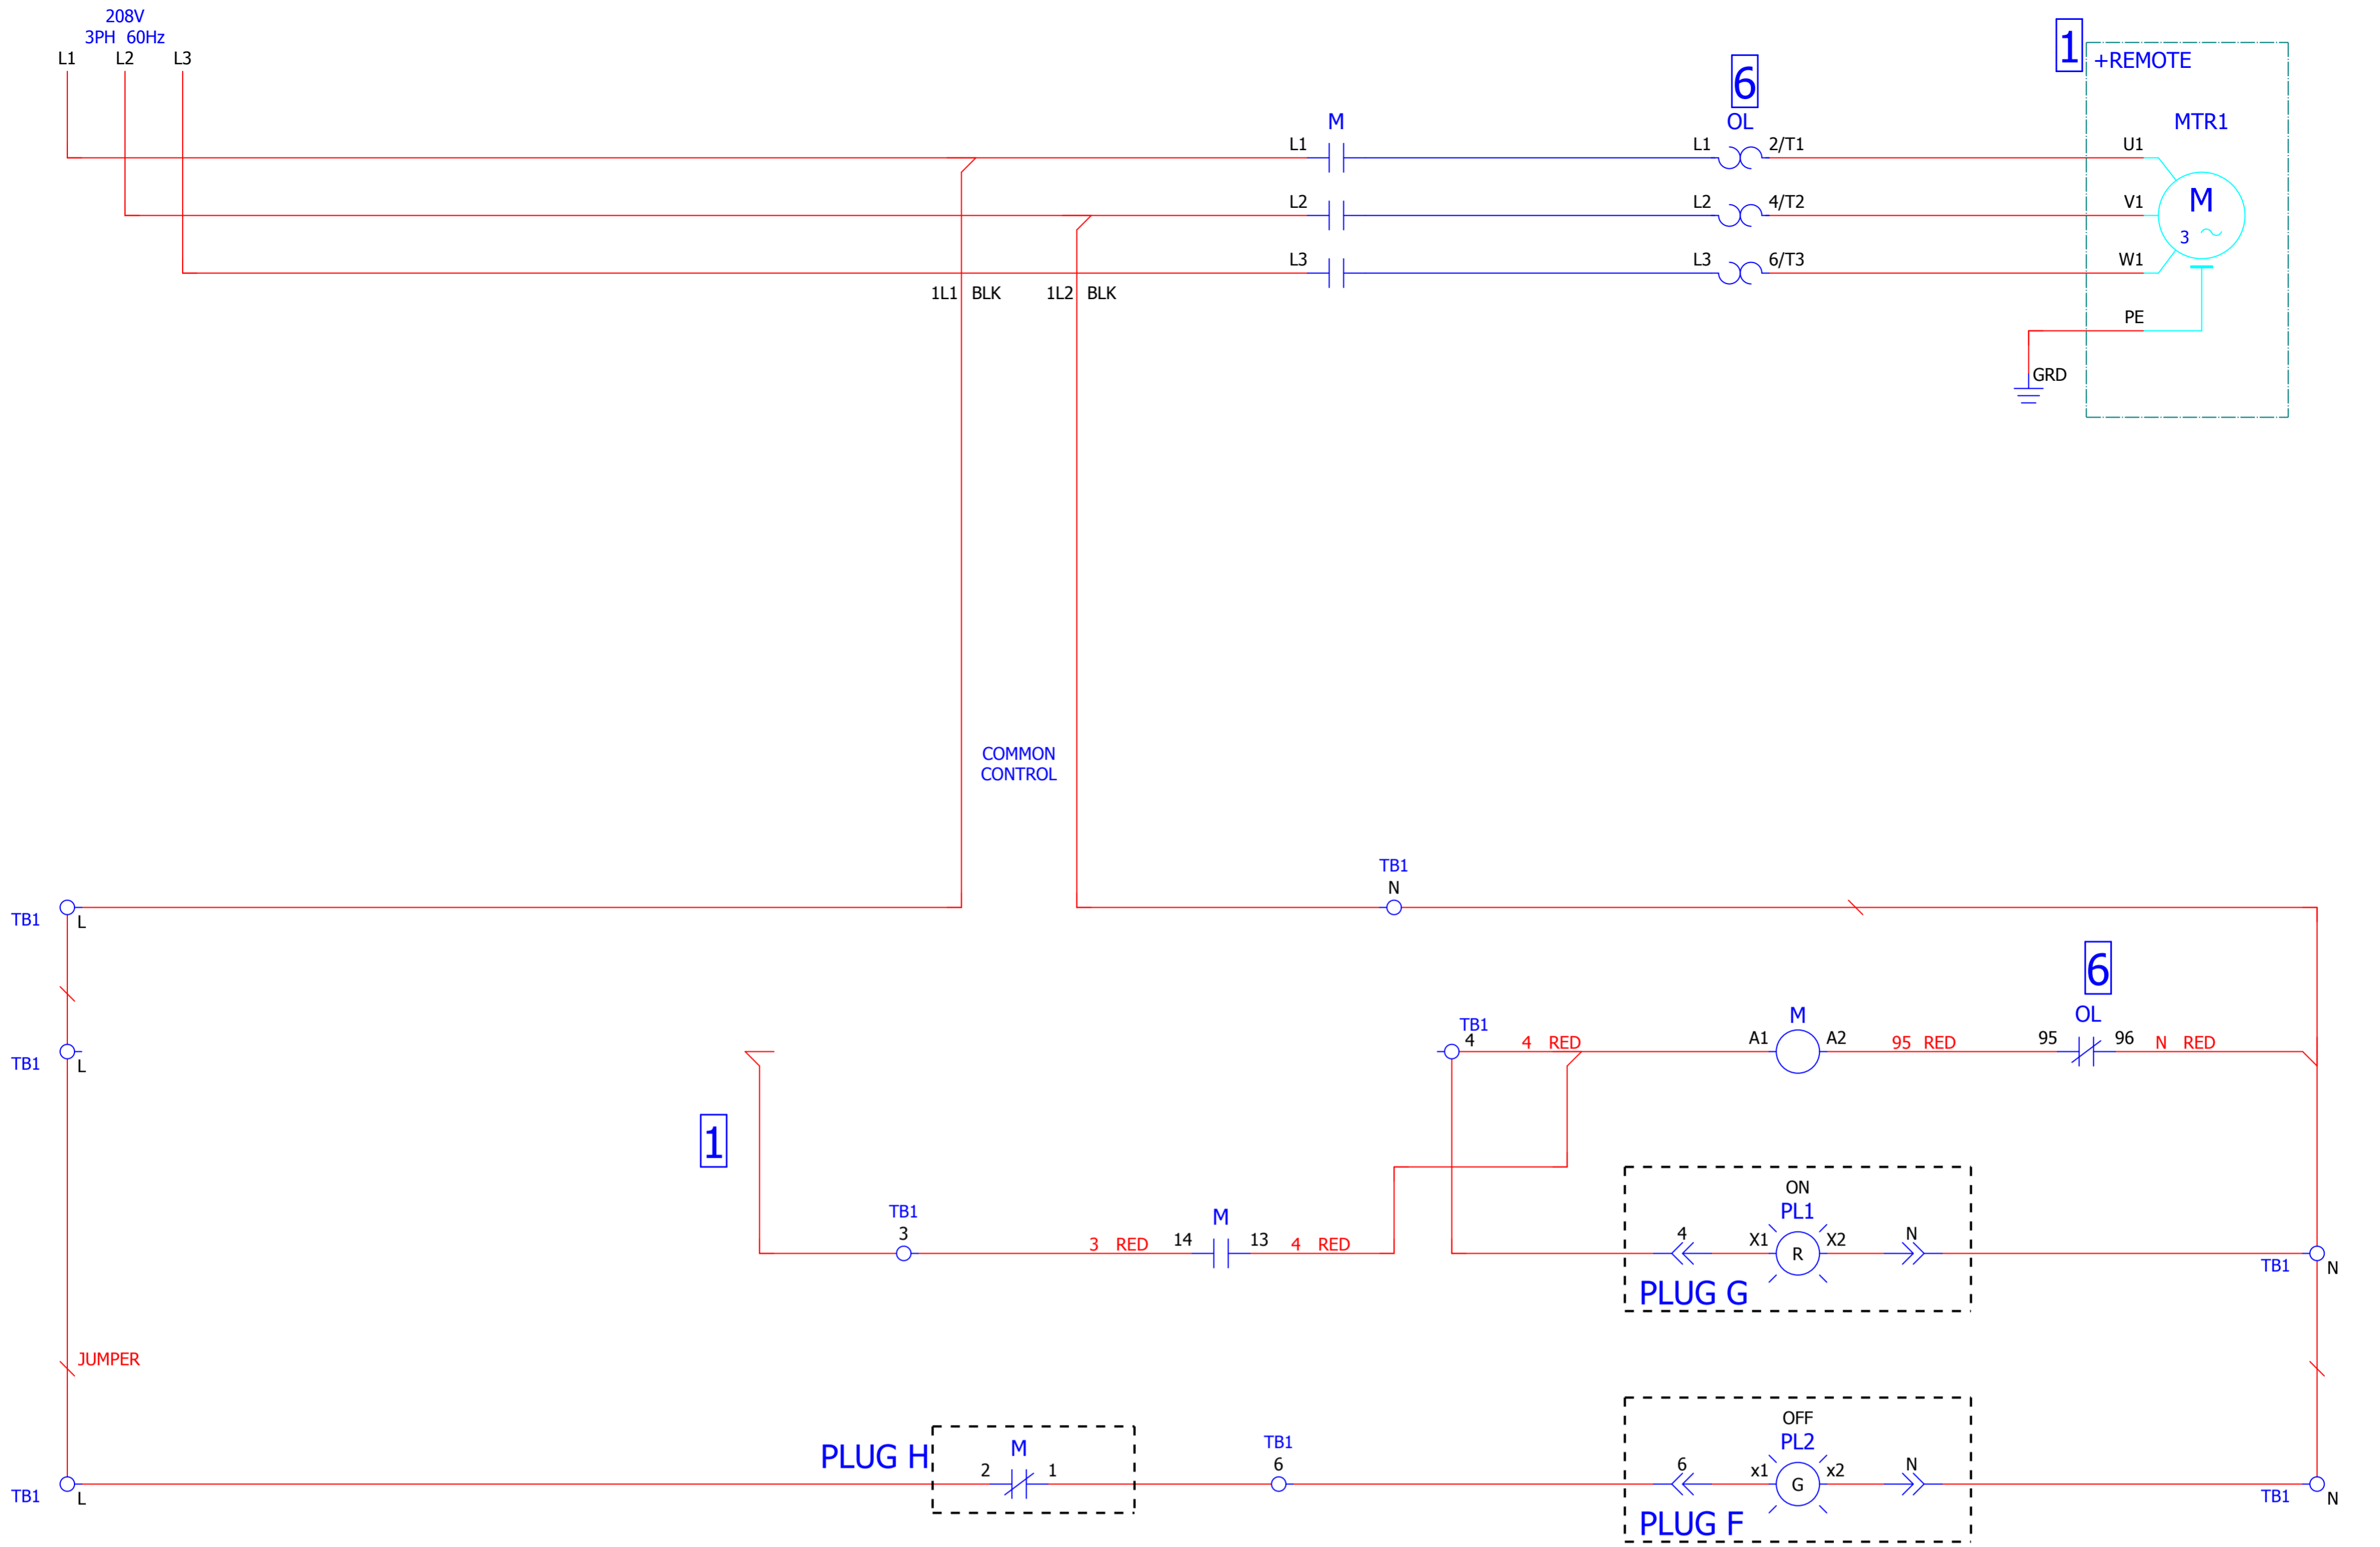 208V
3PH 60Hz
L1 L2 L3
1
+REMOTE
6
M
OL
MTR1
L1
L1
2/T1
U1
M
3
L2
L2
4/T2
V1
L3
L3
6/T3
W1
1L1 BLK
1L2 BLK
PE
GRD
COMMON
CONTROL
TB1
N
TB1
L
6
TB1
4
4 RED
M
A1
A2
95 RED
OL
95
96
N RED
TB1
L
1
ON
PL1
TB1
3
3 RED
M
14
13
4 RED
4
X1
R
X2
N
PLUG G
TB1
N
JUMPER
OFF
PL2
PLUG H
M
2
1
TB1
6
6
x1
G
x2
N
PLUG F
TB1
L
TB1
N